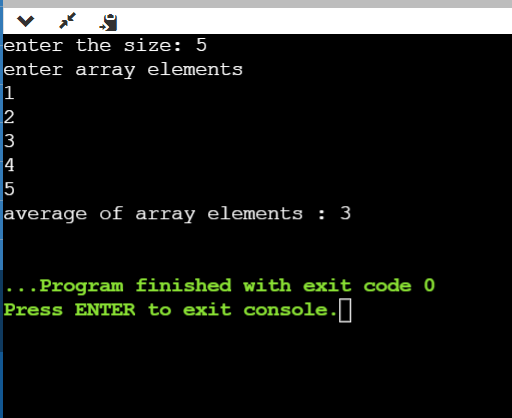 enter the size: 5
enter array elements
1
2
3
4
5
average of array elements : 3
...Program finished with exit code 0
Press ENTER to exit console.